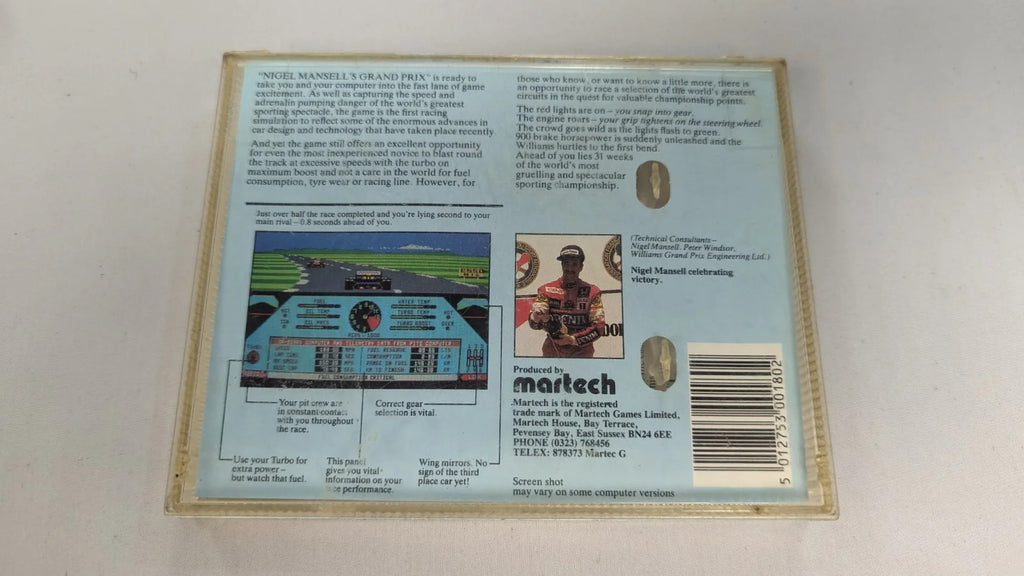 "NIGEL MANSELL'S GRAND PRIX" is ready to
take you and your computer into the fast lane of game
excitement. As well as capturing the speed and
adrenalin pumping danger of the world's greatest
sporting spectacle, the game is the first racing
simulation to reflect some of the enormous advances in
car design and technology that have taken place recently
And yet the game still offers an excellent opportunity
for even the most inexperienced novice to blast round
the track at excessive speeds with the turbo on
maximum boost and not a care in the world for fuel
consumption, tyre wear or racing line. However, for
those who know, or want to know a little more, there is
an opportunity to race a selection of the world's greatest
circuits in the quest for valuable championship points.
The red lights are on – you snap into gear.
The engine roars – your grip tightens on the steering wheel.
The crowd goes wild as the lights flash to green.
900 brake horsepower is suddenly unleashed and the
Williams hurtles to the first bend.
Ahead of you lies 31 weeks
of the world's most
gruelling and spectacular
sporting championship.
Just over half the race completed and you're lying second to your
main rival – 0.8 seconds ahead of you.
FUEL
WATER TEMP
OIL TEMP
TURBO TEMP
HOT
OIL PRESS
TURBO BOOST
OVER
ON-BOARD COMPUTER AND TELEMETRY DATA FROM PITS COMPUTER
LAP TIME
FUEL CONSUMPTION CRITICAL
Your pit crew are
in constant contact
with you throughout
the race.
Correct gear
selection is vital.
Use your Turbo for
extra power –
but watch that fuel.
This panel
gives you vital
information on your
performance.
Wing mirrors. No
sign of the third
place car yet!
(Technical Consultants –
Nigel Mansell, Peter Windsor,
Williams Grand Prix Engineering Ltd.)
Nigel Mansell celebrating
victory.
Produced by
martech
Martech is the registered
trade mark of Martech Games Limited,
Martech House, Bay Terrace,
Pevensey Bay, East Sussex BN24 6EE
PHONE (0323) 768456
TELEX: 878373 Martec G
Screen shot
may vary on some computer versions
5 012753 001802